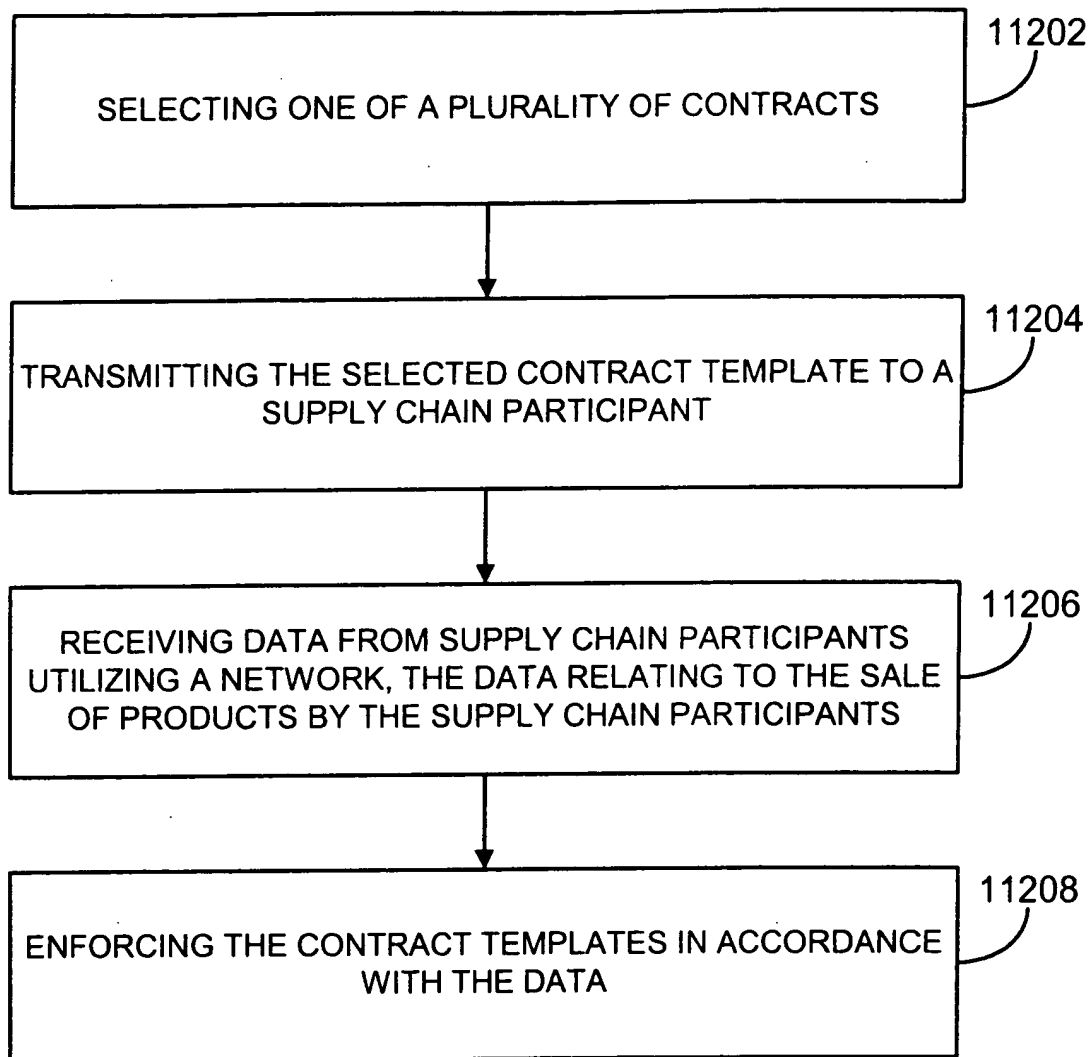 11202
SELECTING ONE OF A PLURALITY OF CONTRACTS
11204
TRANSMITTING THE SELECTED CONTRACT TEMPLATE TO A
SUPPLY CHAIN PARTICIPANT
11206
RECEIVING DATA FROM SUPPLY CHAIN PARTICIPANTS
UTILIZING A NETWORK, THE DATA RELATING TO THE SALE
OF PRODUCTS BY THE SUPPLY CHAIN PARTICIPANTS
11208
ENFORCING THE CONTRACT TEMPLATES IN ACCORDANCE
WITH THE DATA